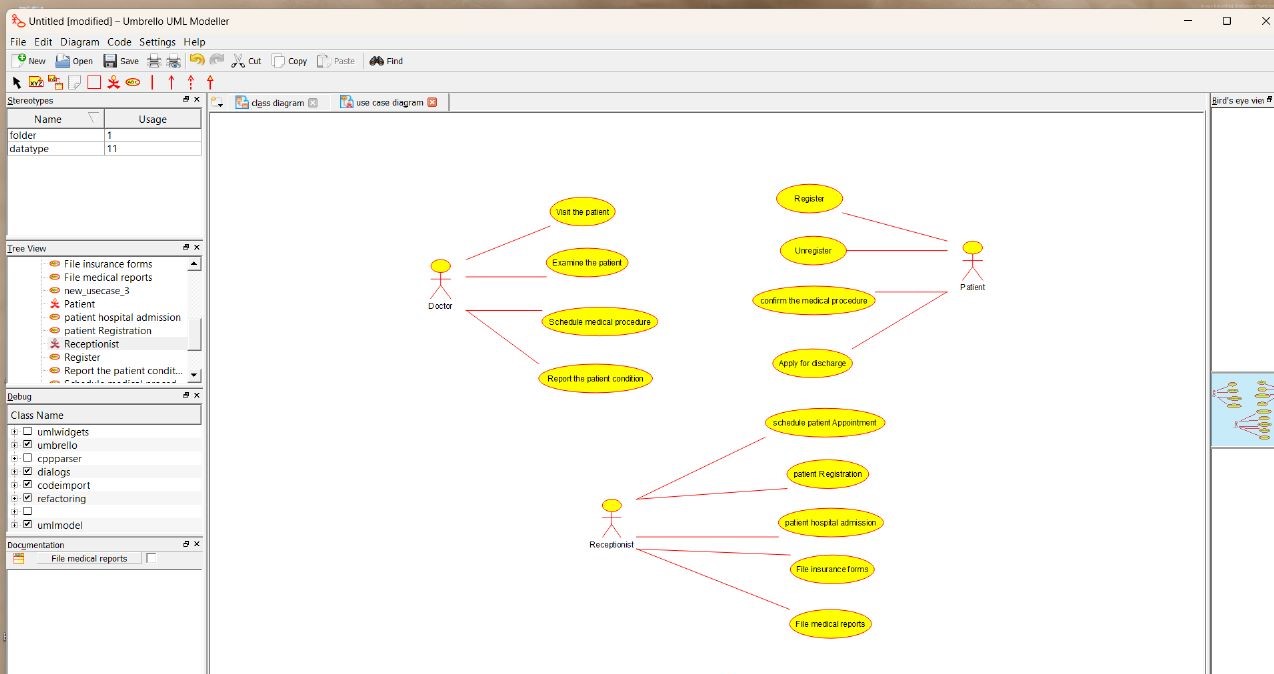 Untitled [modified] – Umbrello UML Modeller
File Edit Diagram Code Settings Help
New Open Save Cut Copy Paste Find
Stereotypes
Name Usage
folder 1
datatype 11
Tree View
File insurance forms
File medical reports
new_usecase_3
Patient
patient hospital admission
patient Registration
Receptionist
Register
Report the patient condit...
Debug
Class Name
umlwidgets
umbrello
cppparser
dialogs
codeimport
refactoring
umlmodel
Documentation
File medical reports
class diagram
use case diagram
Bird's eye view
Visit the patient
Examine the patient
Doctor
Schedule medical procedure
Report the patient condition
Register
Unregister
Patient
confirm the medical procedure
Apply for discharge
schedule patient Appointment
patient Registration
Receptionist
patient hospital admission
File insurance forms
File medical reports